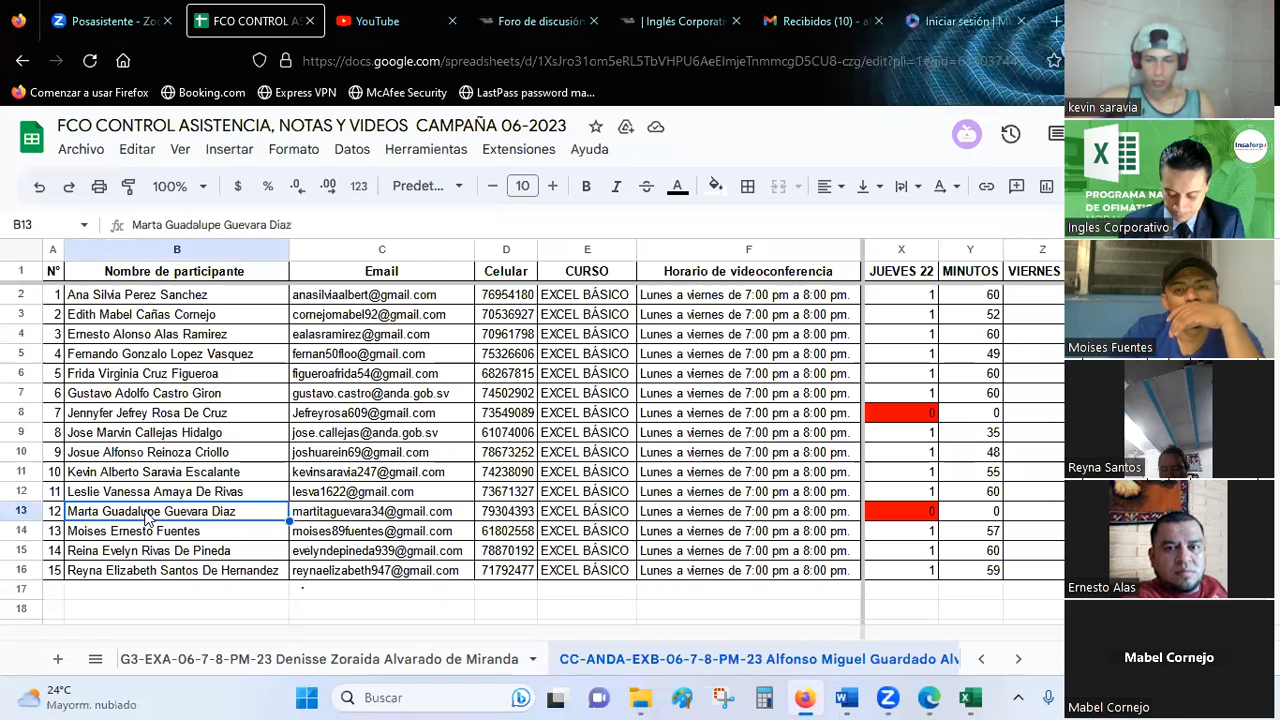 Posasistente - Zoo
FCO CONTROL AS
YouTube
Foro de discusión
| Inglés Corporativ
Recibidos (10) - a
Iniciar sesión | M
https://docs.google.com/spreadsheets/d/1XsJro31om5eRL5TbVHPU6AeEImjeTnmmcgD5CU8-czg/edit?pli=1#gid=
Comenzar a usar Firefox
Booking.com
Express VPN
McAfee Security
LastPass password ma...
FCO CONTROL ASISTENCIA, NOTAS Y VIDEOS CAMPAÑA 06-2023
Archivo Editar Ver Insertar Formato Datos Herramientas Extensiones Ayuda
100% $ % .0 .00 123 Predet... 10 B I A
B13 fx Marta Guadalupe Guevara Diaz
A B C D E F X Y Z
1 N° Nombre de participante Email Celular CURSO Horario de videoconferencia JUEVES 22 MINUTOS VIERNES
2 1 Ana Silvia Perez Sanchez anasilviaalbert@gmail.com 76954180 EXCEL BÁSICO Lunes a viernes de 7:00 pm a 8:00 pm. 1 60
3 2 Edith Mabel Cañas Cornejo cornejomabel92@gmail.com 70536927 EXCEL BÁSICO Lunes a viernes de 7:00 pm a 8:00 pm. 1 52
4 3 Ernesto Alonso Alas Ramirez ealasramirez@gmail.com 70961798 EXCEL BÁSICO Lunes a viernes de 7:00 pm a 8:00 pm. 1 60
5 4 Fernando Gonzalo Lopez Vasquez fernan50floo@gmail.com 75326606 EXCEL BÁSICO Lunes a viernes de 7:00 pm a 8:00 pm. 1 49
6 5 Frida Virginia Cruz Figueroa figueroafrida54@gmail.com 68267815 EXCEL BÁSICO Lunes a viernes de 7:00 pm a 8:00 pm. 1 60
7 6 Gustavo Adolfo Castro Giron gustavo.castro@anda.gob.sv 74502902 EXCEL BÁSICO Lunes a viernes de 7:00 pm a 8:00 pm. 1 60
8 7 Jennyfer Jefrey Rosa De Cruz Jefreyrosa609@gmail.com 73549089 EXCEL BÁSICO Lunes a viernes de 7:00 pm a 8:00 pm. 0 0
9 8 Jose Marvin Callejas Hidalgo jose.callejas@anda.gob.sv 61074006 EXCEL BÁSICO Lunes a viernes de 7:00 pm a 8:00 pm. 1 35
10 9 Josue Alfonso Reinoza Criollo joshuarein69@gmail.com 78673252 EXCEL BÁSICO Lunes a viernes de 7:00 pm a 8:00 pm. 1 48
11 10 Kevin Alberto Saravia Escalante kevinsaravia247@gmail.com 74238090 EXCEL BÁSICO Lunes a viernes de 7:00 pm a 8:00 pm. 1 55
12 11 Leslie Vanessa Amaya De Rivas lesva1622@gmail.com 73671327 EXCEL BÁSICO Lunes a viernes de 7:00 pm a 8:00 pm. 1 60
13 12 Marta Guadalupe Guevara Diaz martitaguevara34@gmail.com 79304393 EXCEL BÁSICO Lunes a viernes de 7:00 pm a 8:00 pm. 0 0
14 13 Moises Ernesto Fuentes moises89fuentes@gmail.com 61802558 EXCEL BÁSICO Lunes a viernes de 7:00 pm a 8:00 pm. 1 57
15 14 Reina Evelyn Rivas De Pineda evelyndepineda939@gmail.com 78870192 EXCEL BÁSICO Lunes a viernes de 7:00 pm a 8:00 pm. 1 60
16 15 Reyna Elizabeth Santos De Hernandez reynaelizabeth947@gmail.com 71792477 EXCEL BÁSICO Lunes a viernes de 7:00 pm a 8:00 pm. 1 59
17
18
G3-EXA-06-7-8-PM-23 Denisse Zoraida Alvarado de Miranda
CC-ANDA-EXB-06-7-8-PM-23 Alfonso Miguel Guardado Alv
24°C
Mayorm. nublado
Buscar
kevin saravia
Insaforp
PROGRAMA NA
DE OFIMATIC
Ingles Corporativo
Moises Fuentes
Reyna Santos
Ernesto Alas
Mabel Cornejo
Mabel Cornejo